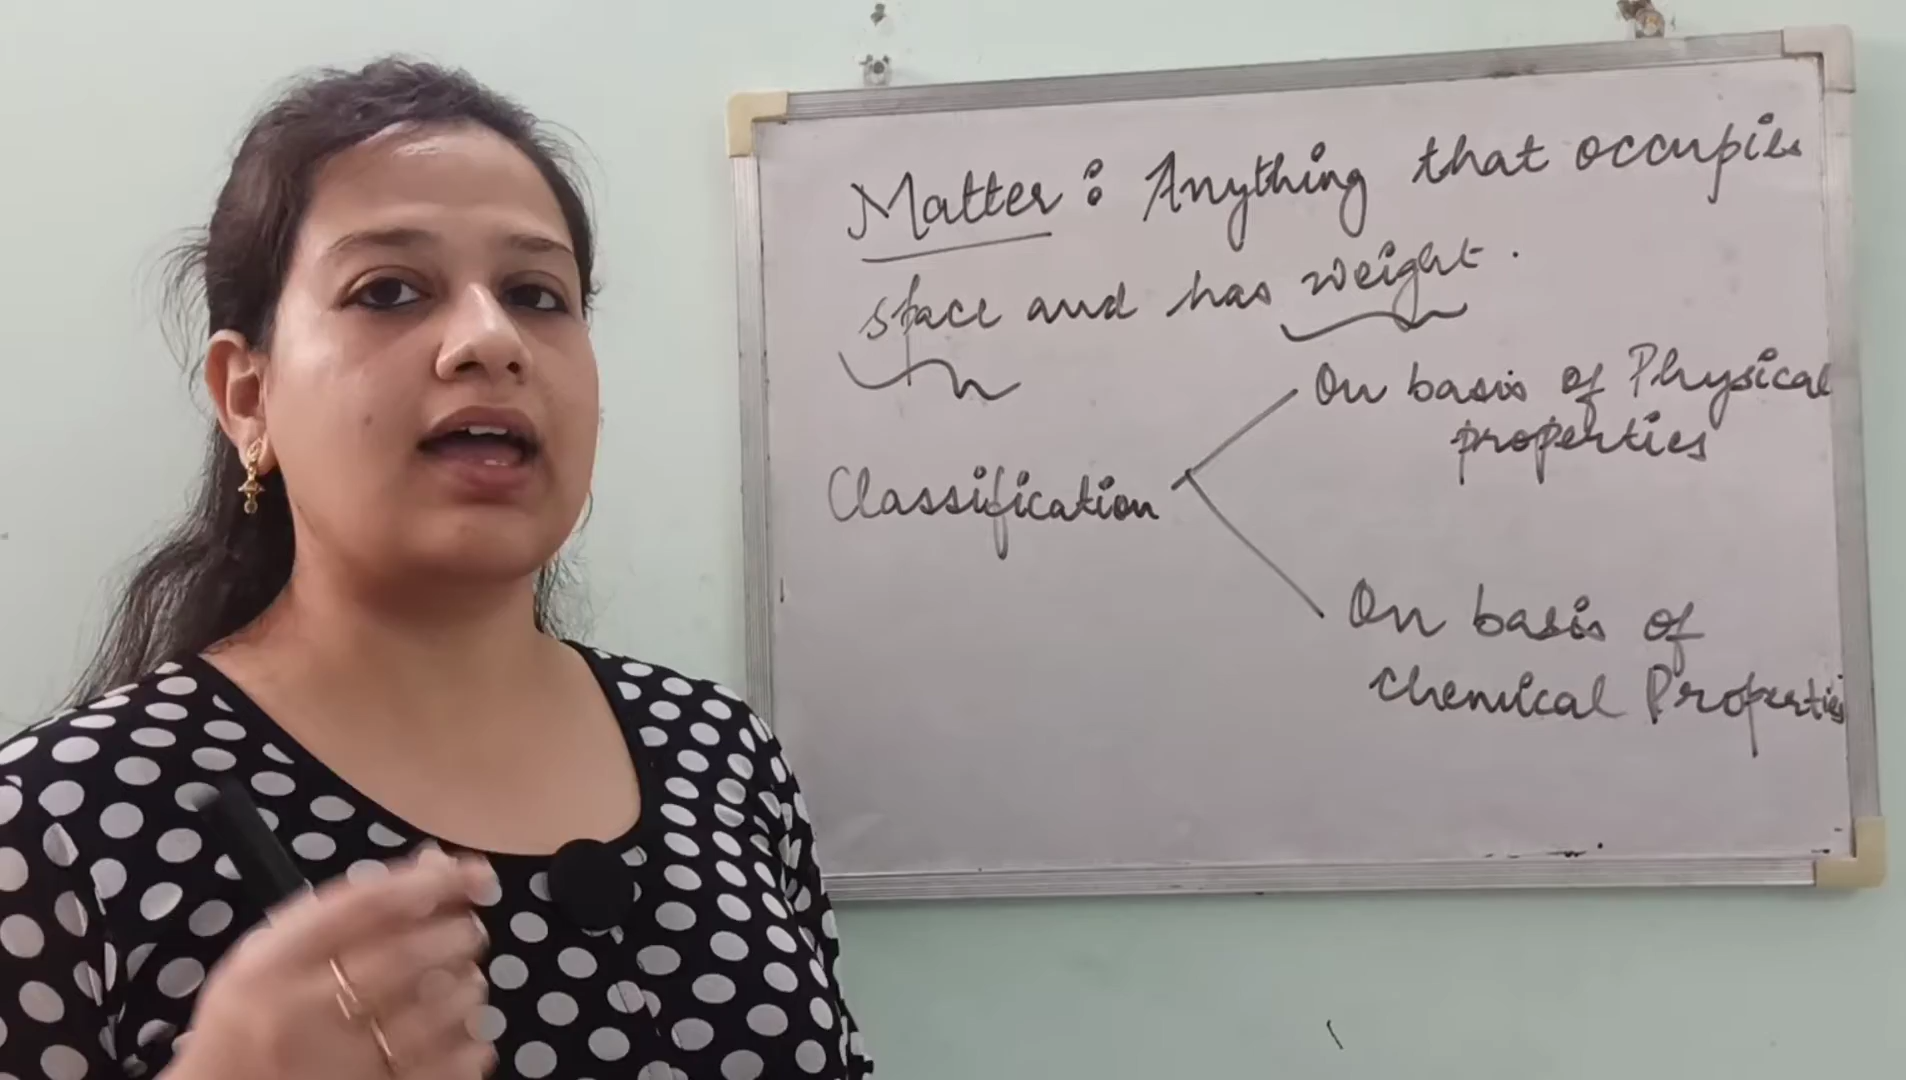 Matter : Anything that occupies
space and has weight.
On basis of Physical
properties
Classification
On basis of
chemical Properties